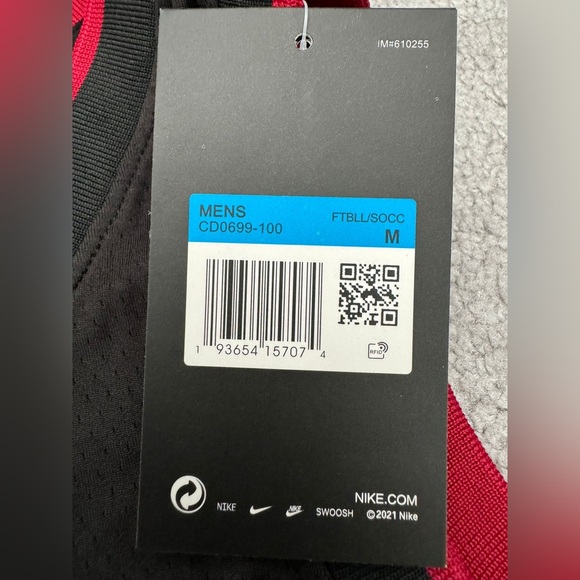 IM#610255
MENS FTBLL/SOCC
CD0699-100 M
1 93654 15707 4
RFID
NIKE.COM
NIKE NIKE SWOOSH ©2021 Nike